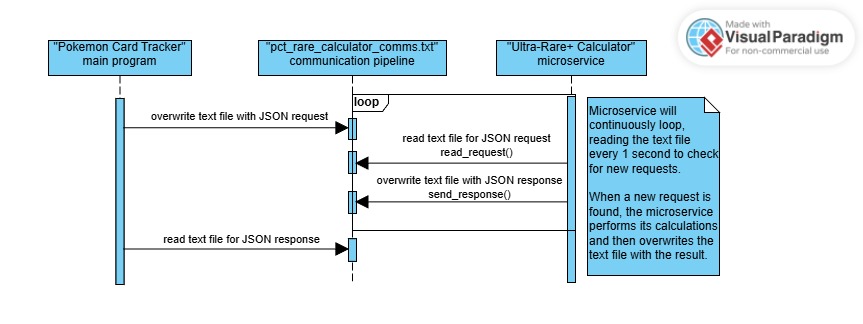 "Pokemon Card Tracker"
main program
"pct_rare_calculator_comms.txt"
communication pipeline
"Ultra-Rare+ Calculator"
microservice
Made with
Visual Paradigm
For non-commercial use
loop
overwrite text file with JSON request
read text file for JSON request
read_request()
overwrite text file with JSON response
send_response()
read text file for JSON response
Microservice will
continuously loop,
reading the text file
every 1 second to check
for new requests.
When a new request is
found, the microservice
performs its calculations
and then overwrites the
text file with the result.